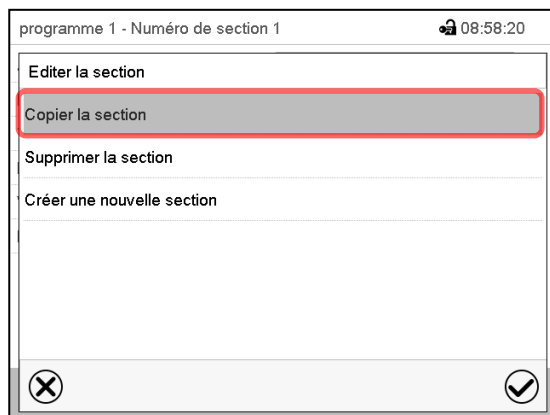 programme 1 - Numéro de section 1 08:58:20
Editer la section
Copier la section
Supprimer la section
Créer une nouvelle section